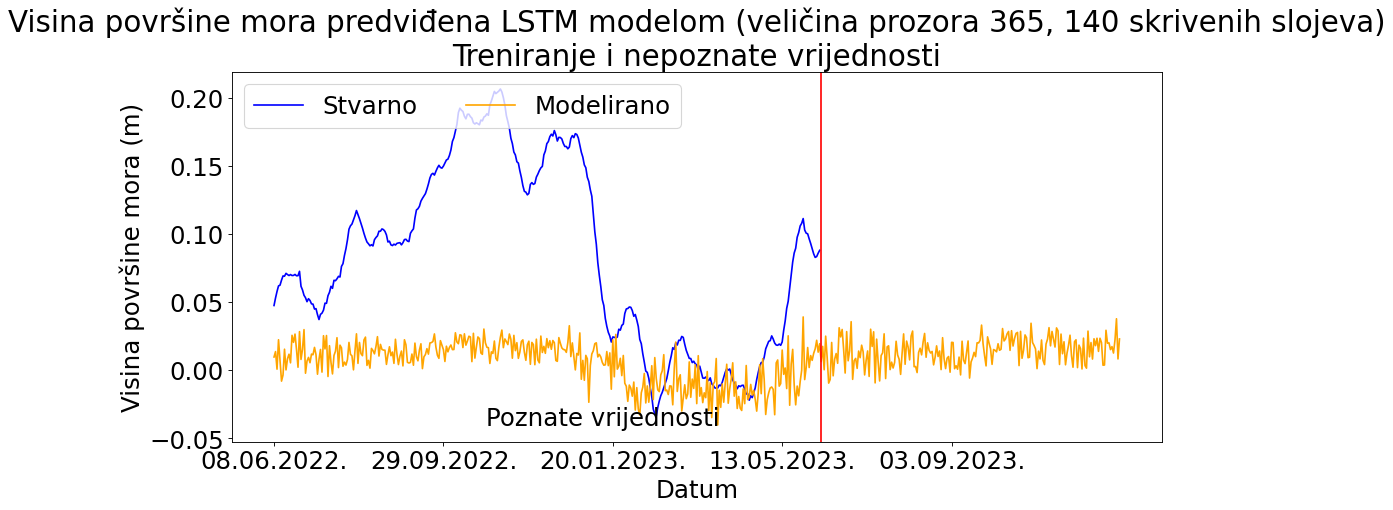 Visina površine mora predviđena LSTM modelom (veličina prozora 365, 140 skrivenih slojeva)
Treniranje i nepoznate vrijednosti
Stvarno
Modelirano
Visina površine mora (m)
0.20
0.15
0.10
0.05
0.00
−0.05
Poznate vrijednosti
08.06.2022.
29.09.2022.
20.01.2023.
13.05.2023.
03.09.2023.
Datum